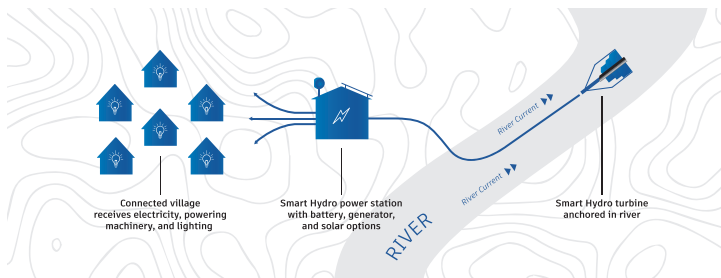 River Current
River Current
RIVER
Connected village
receives electricity, powering
machinery, and lighting
Smart Hydro power station
with battery, generator,
and solar options
Smart Hydro turbine
anchored in river